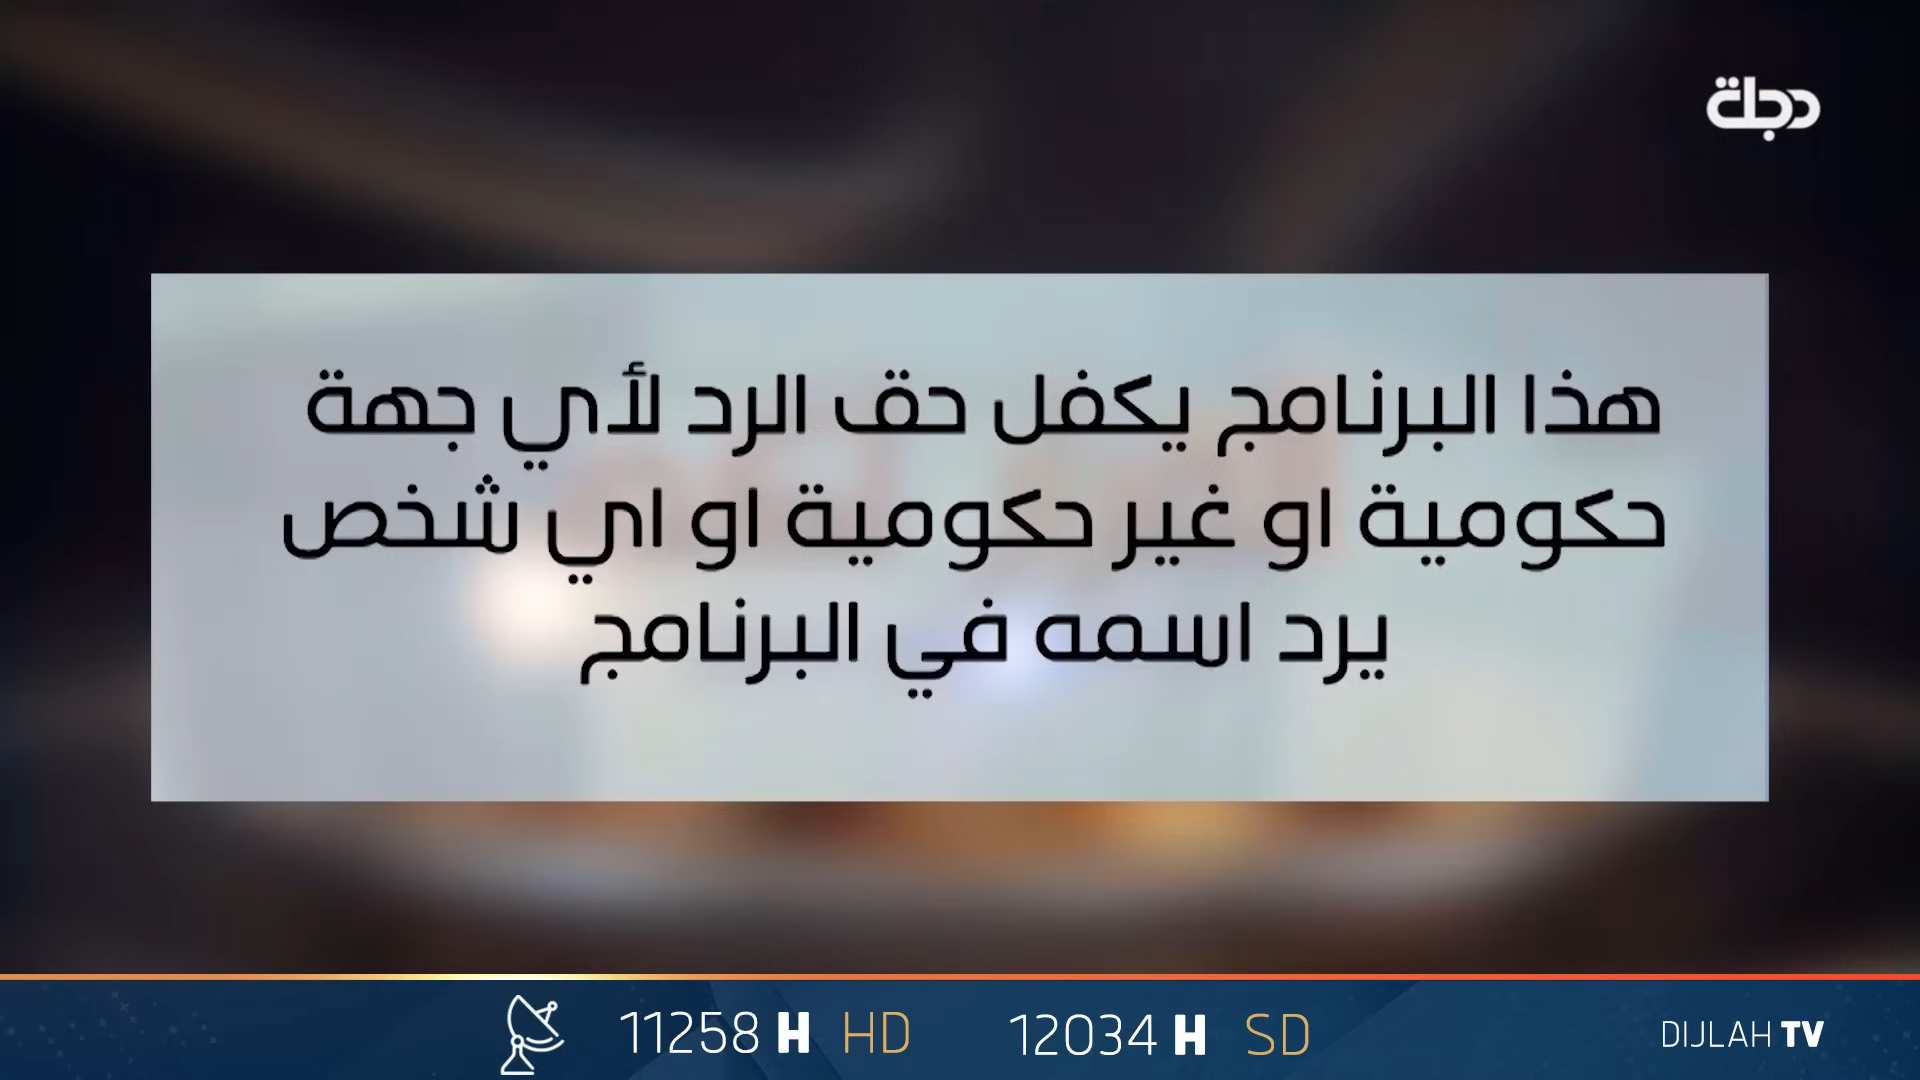 دجلة
هذا البرنامج يكفل حق الرد لأي جهة
حكومية او غير حكومية او اي شخص
يرد اسمه في البرنامج
11258 H HD 12034 H SD DIJLAH TV